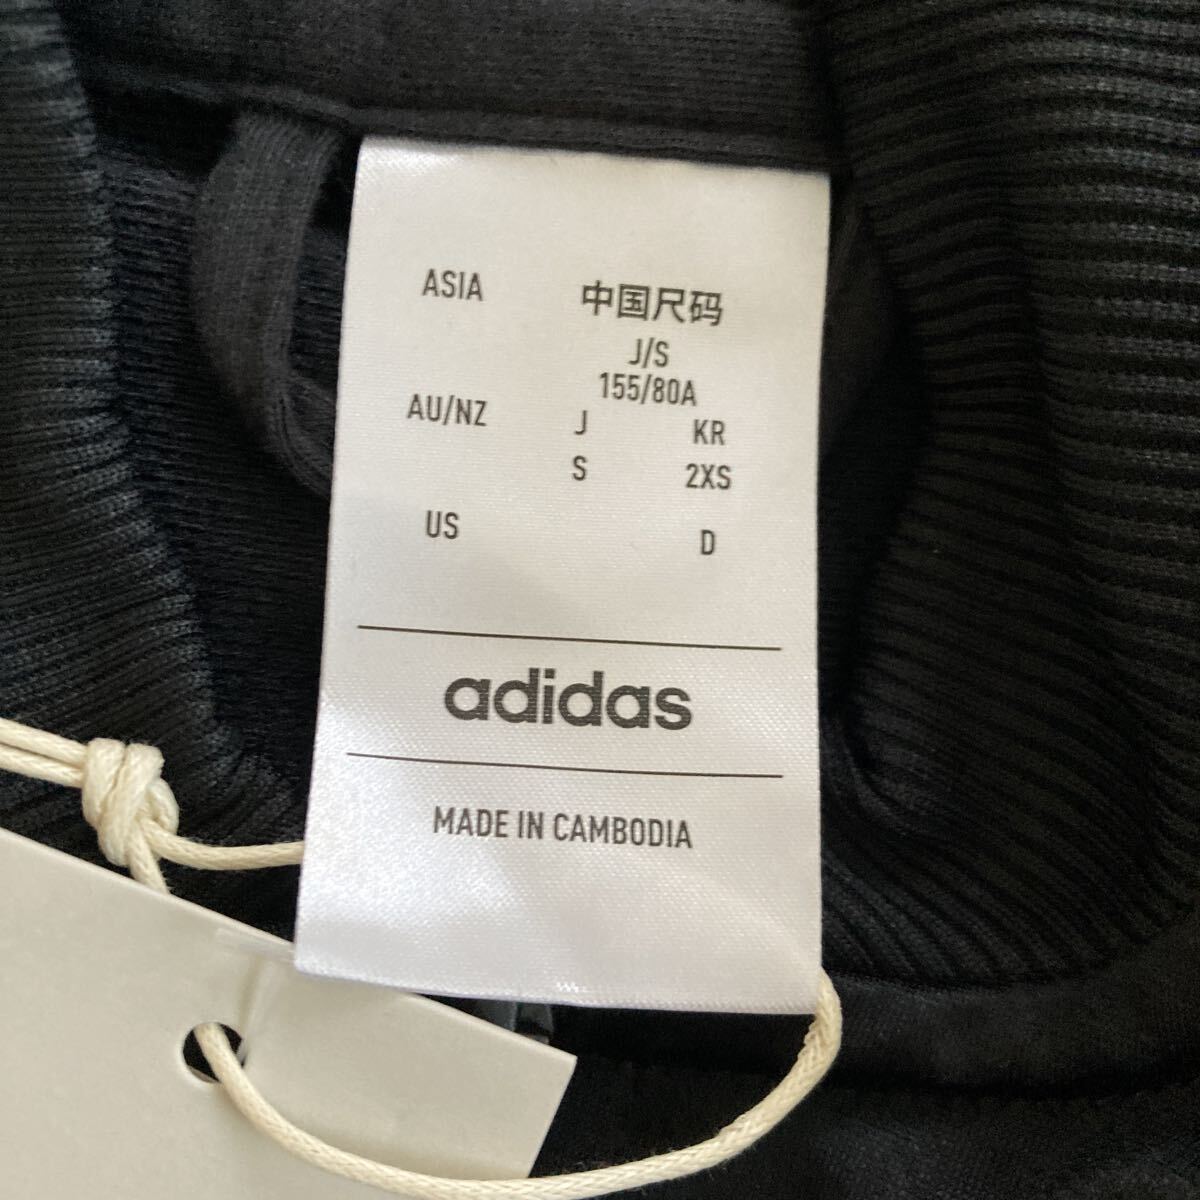 ASIA 中国尺码
J/S
155/80A
AU/NZ J KR
S 2XS
US D
adidas
MADE IN CAMBODIA